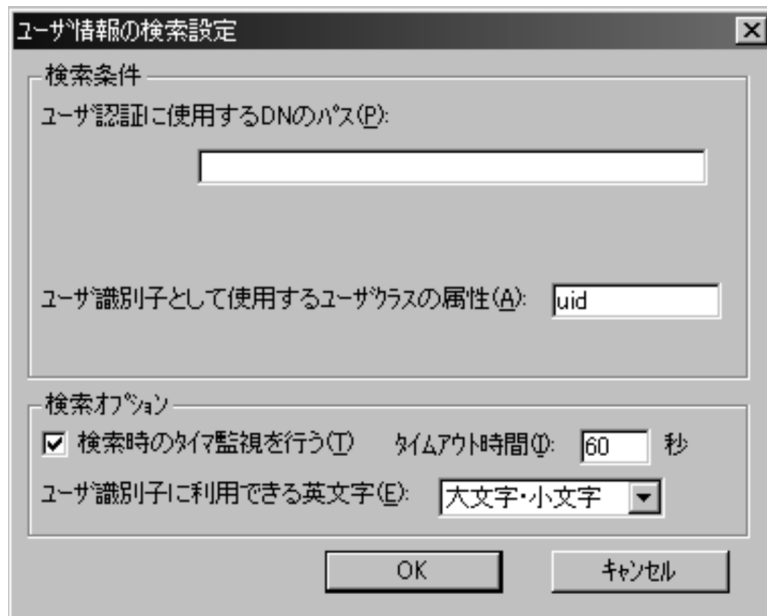 ユーザ情報の検索設定
検索条件
ユーザ認証に使用するDNのパス(P):
ユーザ識別子として使用するユーザクラスの属性(A): uid
検索オプション
検索時のタイマ監視を行う(T) タイムアウト時間(I): 60 秒
ユーザ識別子に利用できる英文字(E): 大文字・小文字
OK キャンセル